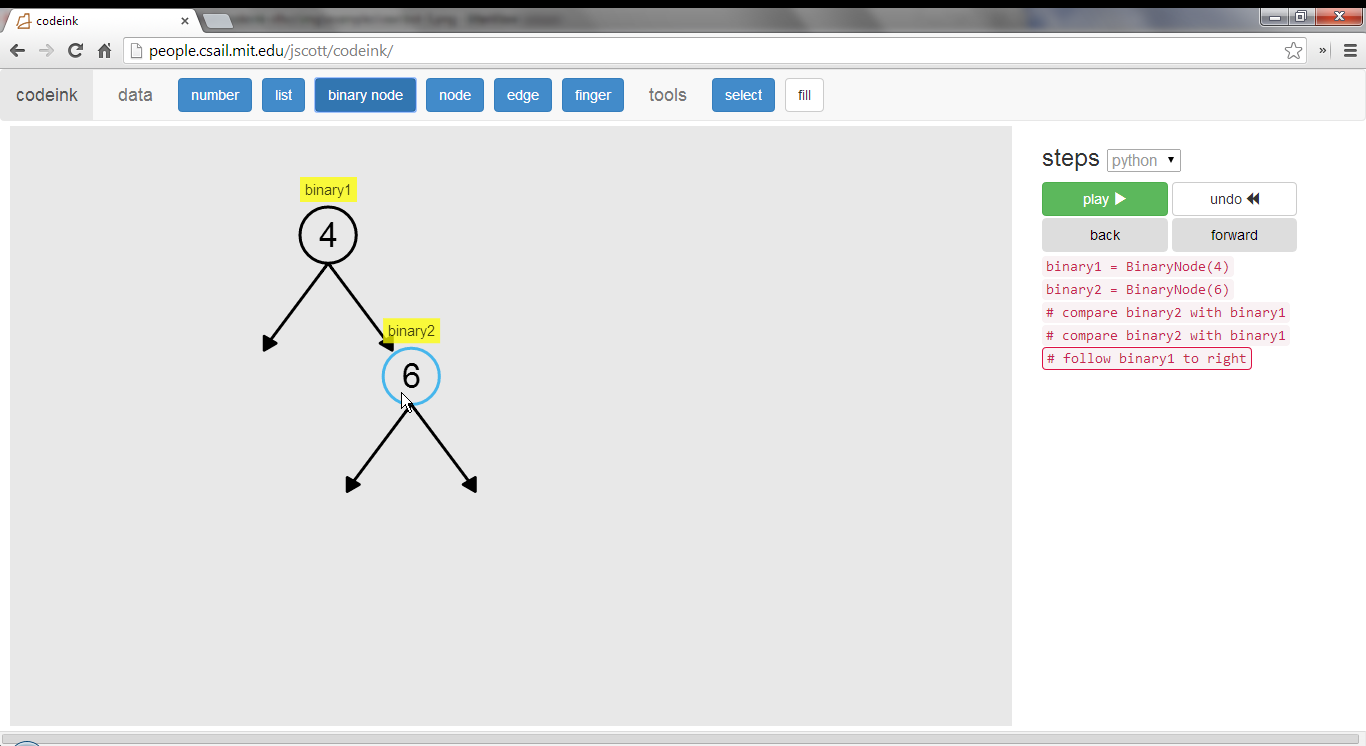 codeink
people.csail.mit.edu/jscott/codeink/
codeink data number list binary node node edge finger tools select fill
steps python
play undo
back forward
binary1 = BinaryNode(4)
binary2 = BinaryNode(6)
# compare binary2 with binary1
# compare binary2 with binary1
# follow binary1 to right
binary1
4
binary2
6